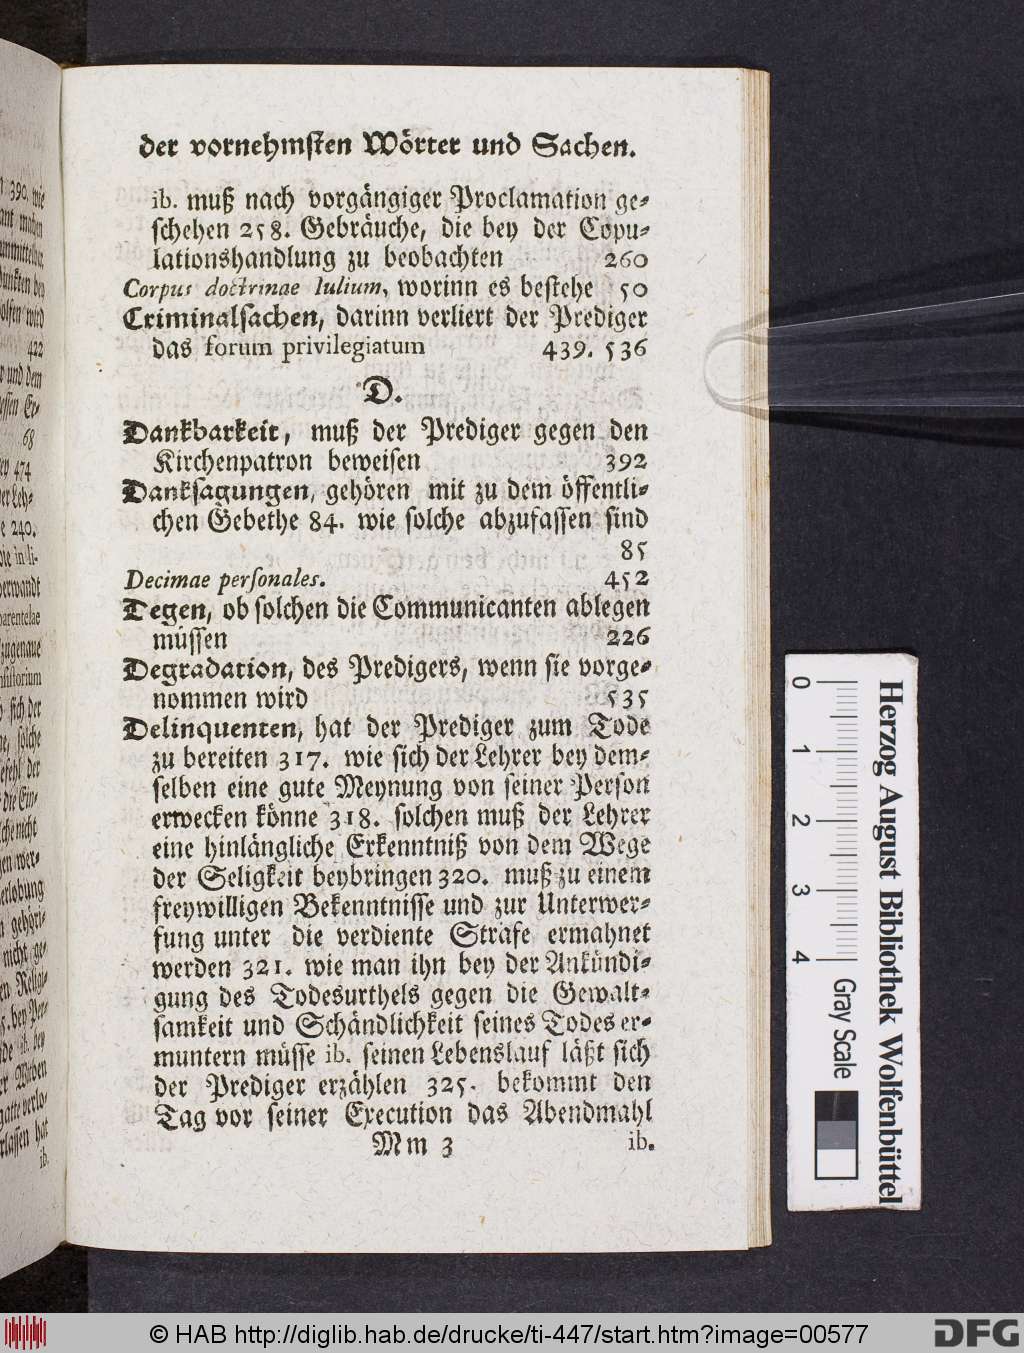 der vornehmsten Wörter und Sachen.
ib. muß nach vorgängiger Proclamation ge-
schehen 258. Gebräuche, die bey der Copu-
lationshandlung zu beobachten 260
Corpus doctrinae Iulium, worinn es bestehe 50
Criminalsachen, darinn verliert der Prediger
das forum privilegiatum 439. 536
D.
Dankbarkeit, muß der Prediger gegen den
Kirchenpatron beweisen 392
Danksagungen, gehören mit zu dem öffentli-
chen Gebethe 84. wie solche abzufassen sind
85
Decimae personales. 452
Degen, ob solchen die Communicanten ablegen
müssen 226
Degradation, des Predigers, wenn sie vorge-
nommen wird 535
Delinquenten, hat der Prediger zum Tode
zu bereiten 317. wie sich der Lehrer bey dem-
selben eine gute Meynung von seiner Person
erwecken könne 318. solchen muß der Lehrer
eine hinlängliche Erkenntniß von dem Wege
der Seligkeit beybringen 320. muß zu einem
freywilligen Bekenntnisse und zur Unterwer-
fung unter die verdiente Strafe ermahnet
werden 321. wie man ihn bey der Ankündi-
gung des Todesurthels gegen die Gewalt-
samkeit und Schändlichkeit seines Todes er-
muntern müsse ib. seinen Lebenslauf läßt sich
der Prediger erzählen 325. bekommt den
Tag vor seiner Execution das Abendmahl
Mm 3 ib.
0 1 2 3 4
Gray Scale
Herzog August Bibliothek Wolfenbüttel
© HAB http://diglib.hab.de/drucke/ti-447/start.htm?image=00577
DFG